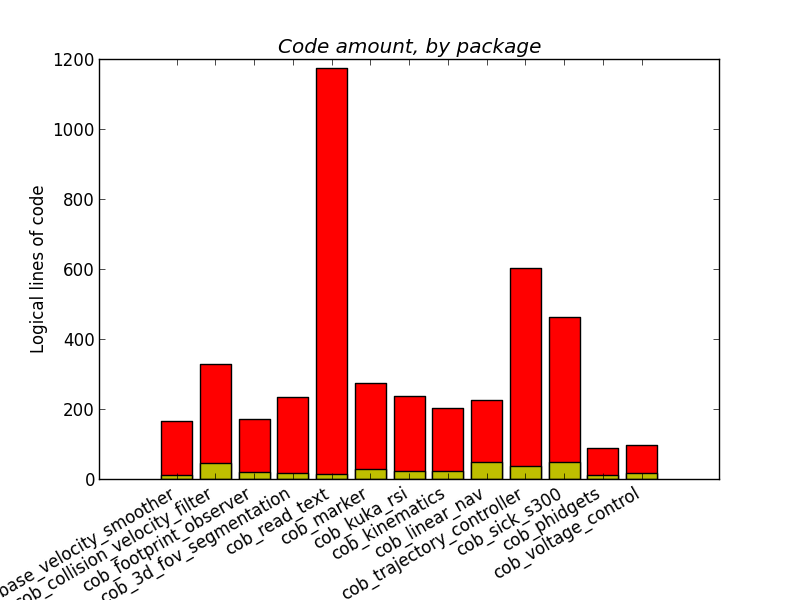 Code amount, by package
Logical lines of code
1200
1000
800
600
400
200
0
base_velocity_smoother
cob_collision_velocity_filter
cob_footprint_observer
cob_3d_fov_segmentation
cob_read_text
cob_marker
cob_kuka_rsi
cob_kinematics
cob_linear_nav
cob_trajectory_controller
cob_sick_s300
cob_phidgets
cob_voltage_control